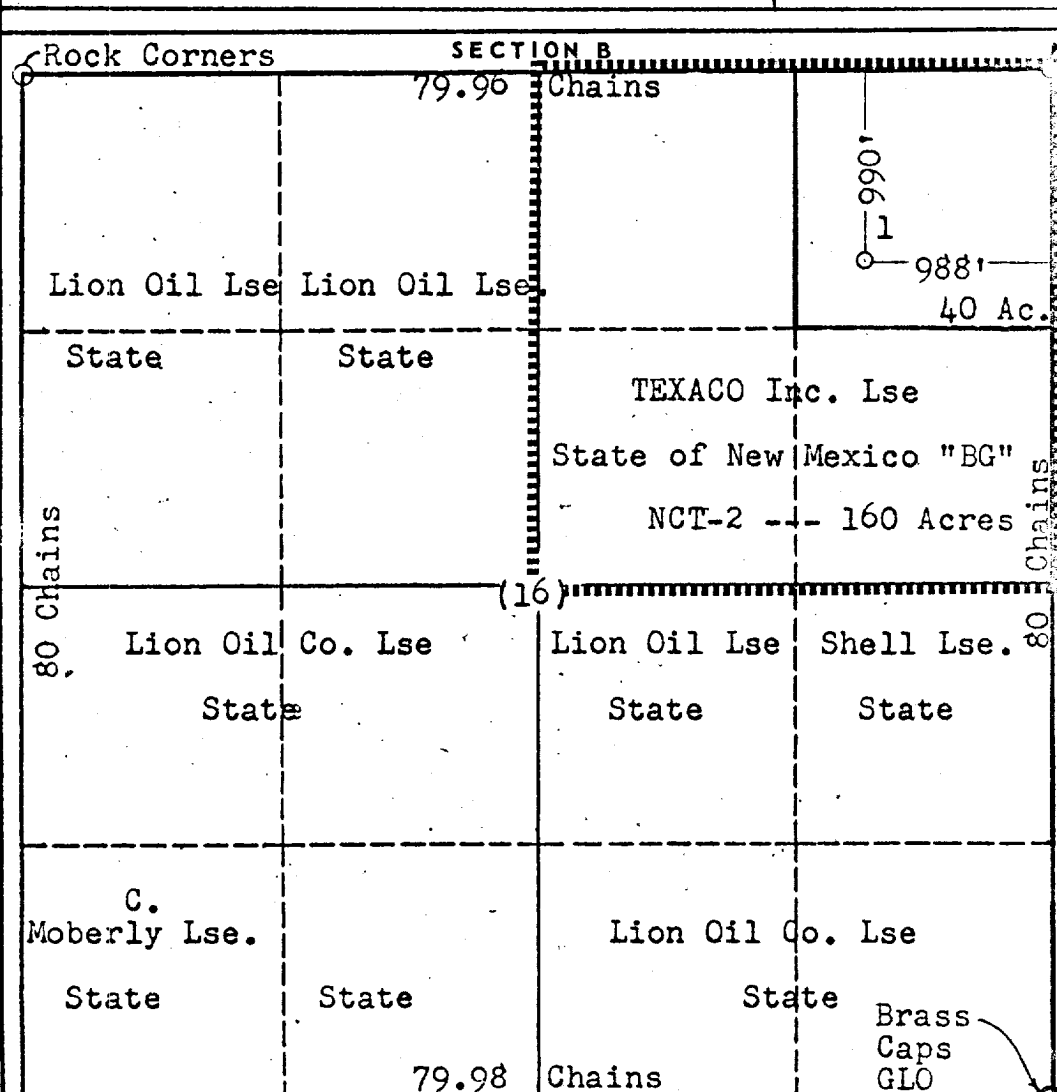 SECTION B
Rock Corners
79.96 Chains
990'
1
988'
40 Ac.
Lion Oil Lse Lion Oil Lse.
State State
TEXACO Inc. Lse
State of New Mexico "BG"
NCT-2 --- 160 Acres
80 Chains
80 Chains
(16)
Lion Oil Co. Lse Lion Oil Lse Shell Lse.
State State State
C.
Moberly Lse. Lion Oil Co. Lse
State State State
Brass
Caps
GLO
79.98 Chains